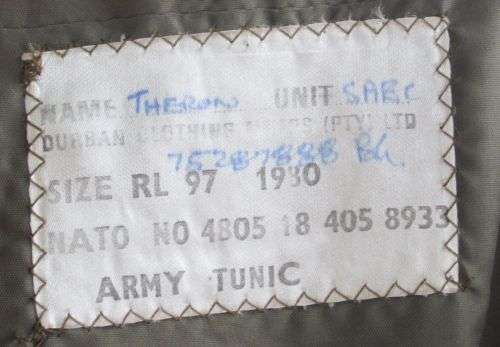 NAME THERON UNIT S.A.E.C
DURBAN CLOTHING (PTY) LTD
75287888 BG.
SIZE RL 97 1980
NATO NO 4805 18 405 8933
ARMY TUNIC